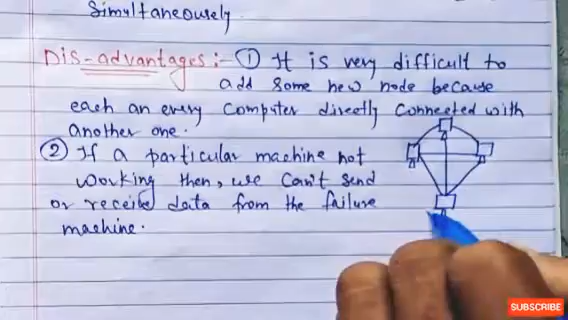 Simultaneousely.
Dis-advantages:- ① It is very difficult to
add some new node because
each an every Computer directly Connected with
another one.
② If a particular machine not
working then, we can't send
or receive data from the failure
machine.
SUBSCRIBE